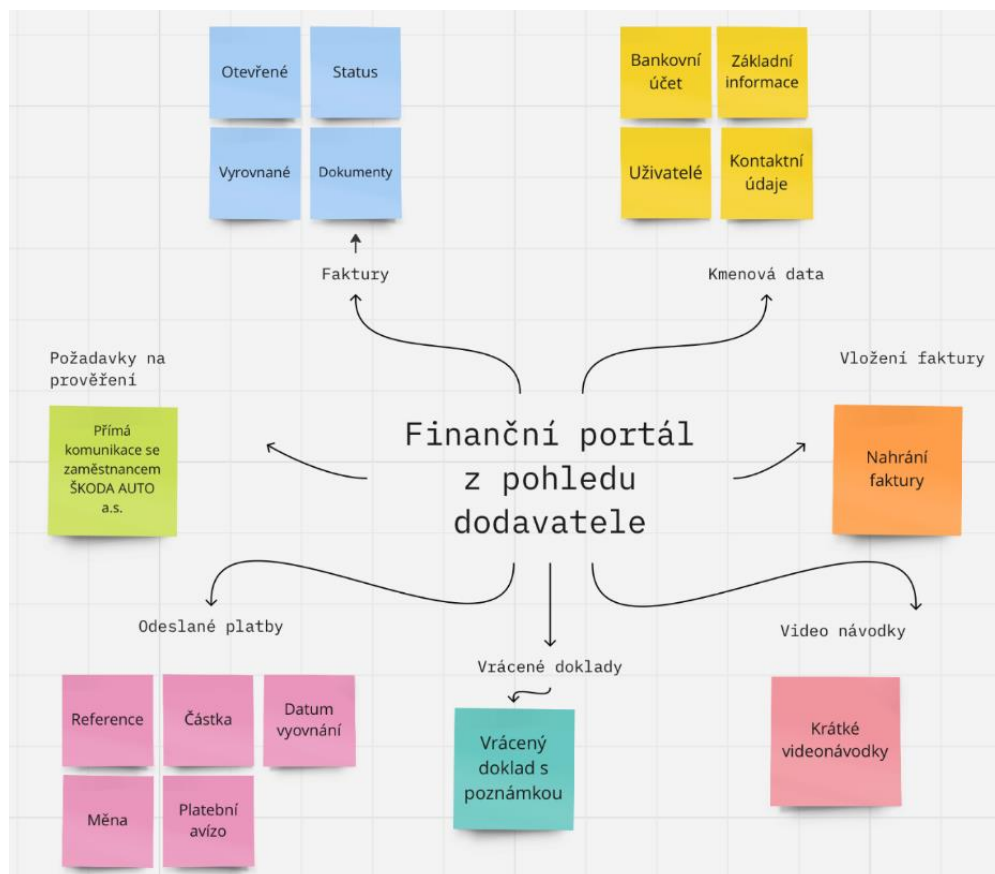 Otevřené
Status
Vyrovnané
Dokumenty
Faktury
Bankovní
účet
Základní
informace
Uživatelé
Kontaktní
údaje
Kmenová data
Požadavky na
prověření
Přímá
komunikace se
zaměstnancem
ŠKODA AUTO
a.s.
Finanční portál
z pohledu
dodavatele
Vložení faktury
Nahrání
faktury
Odeslané platby
Reference
Částka
Datum
vyovnání
Měna
Platební
avízo
Vrácené doklady
Vrácený
doklad s
poznámkou
Video návodky
Krátké
videonávodky